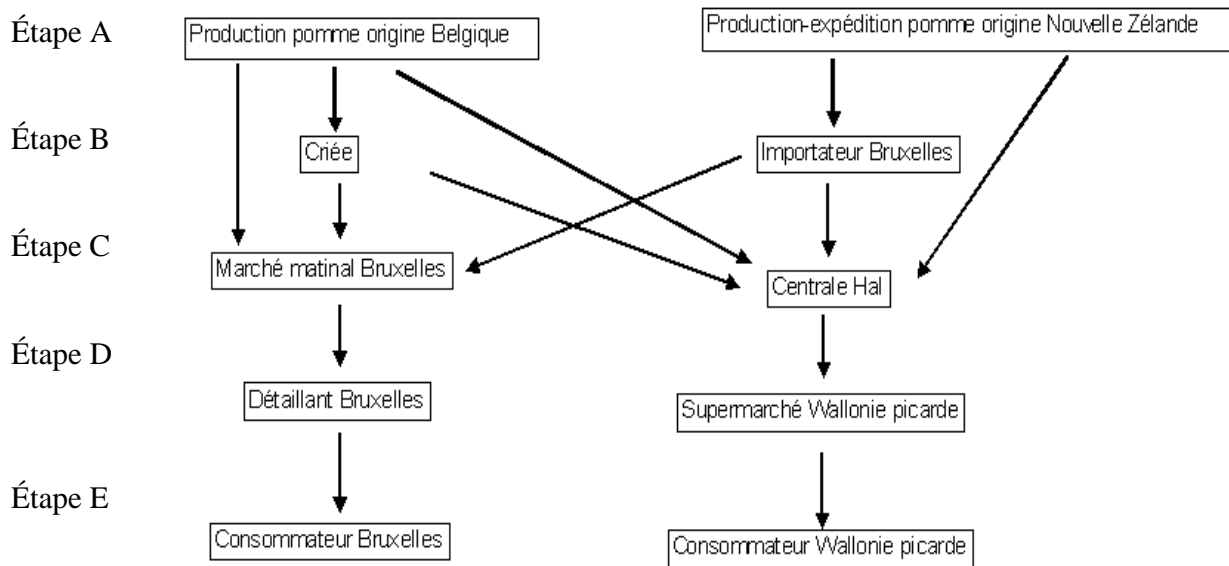 Étape A
Production pomme origine Belgique
Production-expédition pomme origine Nouvelle Zélande
Étape B
Criée
Importateur Bruxelles
Étape C
Marché matinal Bruxelles
Centrale Hal
Étape D
Détaillant Bruxelles
Supermarché Wallonie picarde
Étape E
Consommateur Bruxelles
Consommateur Wallonie picarde